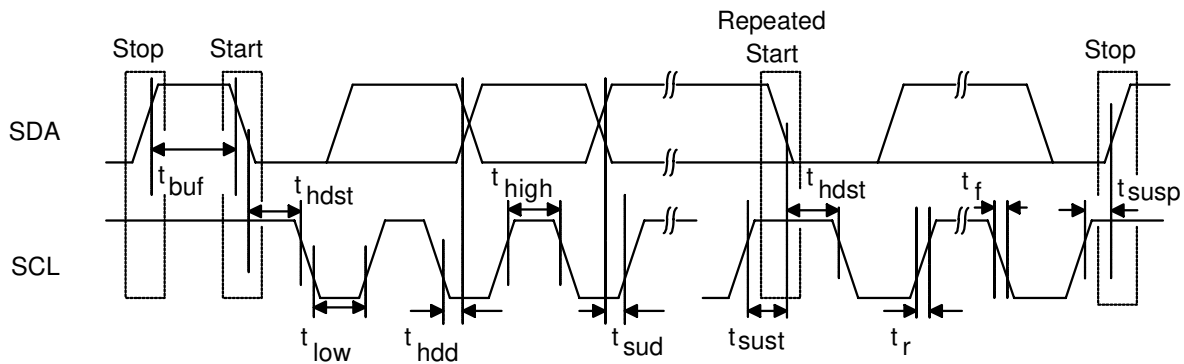 Repeated
Stop Start Start Stop
SDA
t buf t hdst t high t hdst t f t susp
SCL
t low t hdd t sud t sust t r